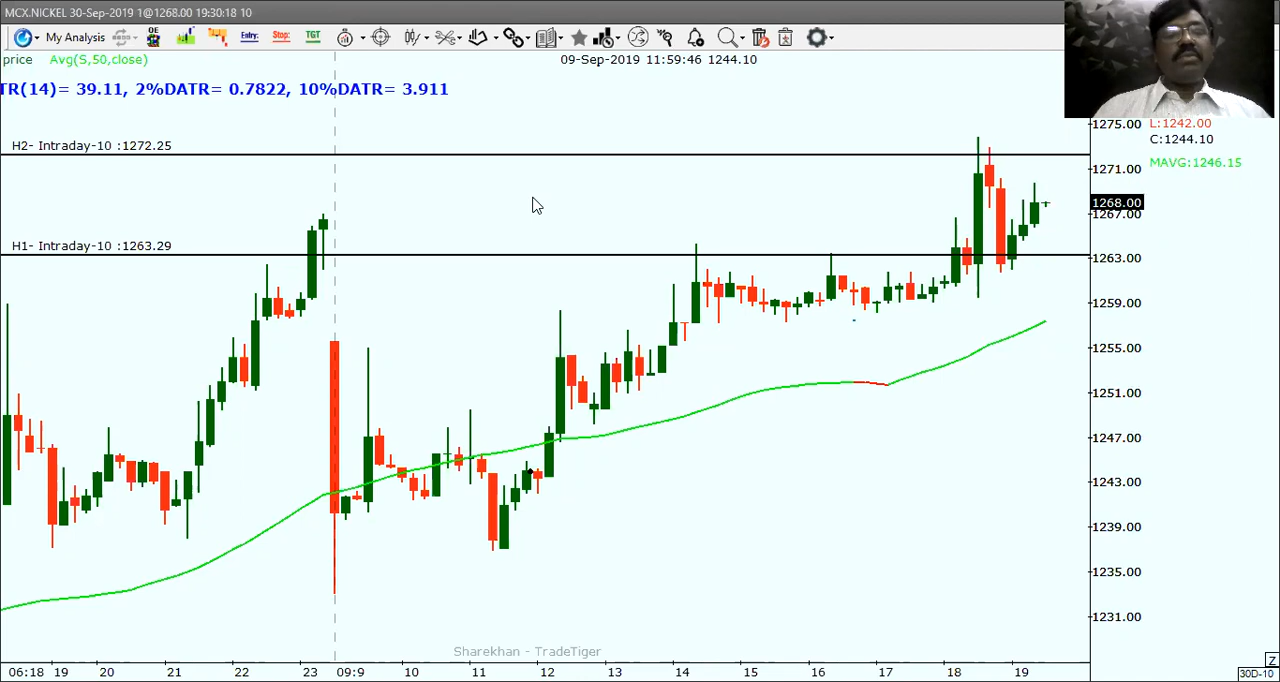 MCX.NICKEL 30-Sep-2019 1@1268.00 19:30:18 10
My Analysis OE Entry: Stop: TGT
price Avg(S,50,close) 09-Sep-2019 11:59:46 1244.10
TR(14)= 39.11, 2%DATR= 0.7822, 10%DATR= 3.911
1275.00 L:1242.00
C:1244.10
H2- Intraday-10 :1272.25
MAVG:1246.15
1271.00
1268.00
1267.00
H1- Intraday-10 :1263.29
1263.00
1259.00
1255.00
1251.00
1247.00
1243.00
1239.00
1235.00
1231.00
Sharekhan - TradeTiger
Z
06:18 19 20 21 22 23 09:9 10 11 12 13 14 15 16 17 18 19 30D-10